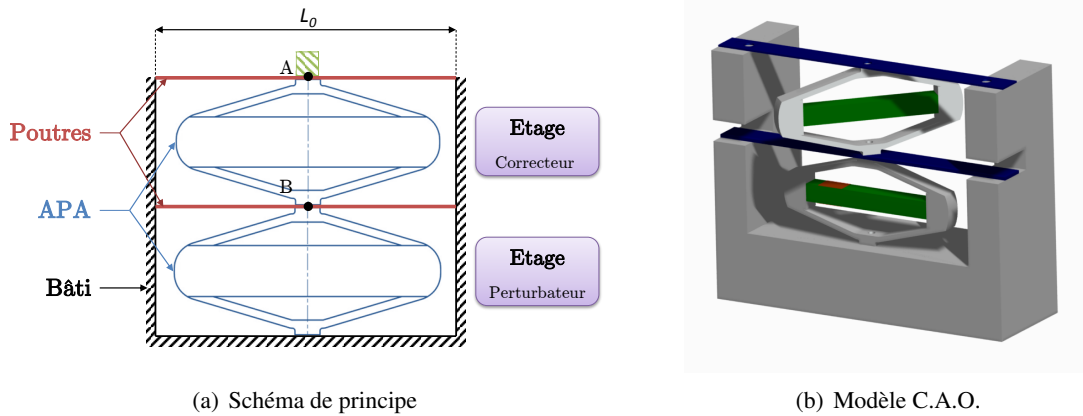 L0
A
Poutres
Etage
Correcteur
B
APA
Etage
Bâti
Perturbateur
(a) Schéma de principe
(b) Modèle C.A.O.